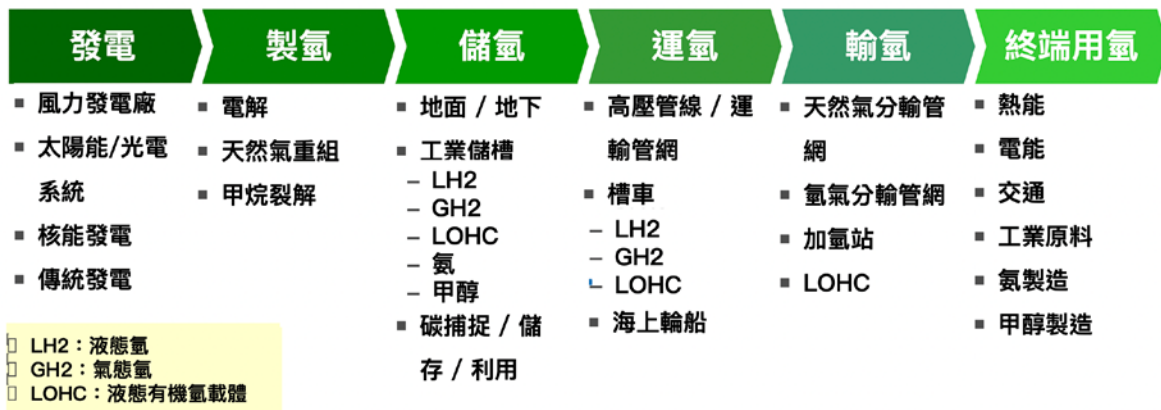 發電
製氫
儲氫
運氫
輸氫
終端用氫
▪ 風力發電廠
▪ 太陽能/光電
系統
▪ 核能發電
▪ 傳統發電
▪ 電解
▪ 天然氣重組
▪ 甲烷裂解
▪ 地面 / 地下
▪ 工業儲槽
– LH2
– GH2
– LOHC
– 氨
– 甲醇
▪ 碳捕捉 / 儲
存 / 利用
▪ 高壓管線 / 運
輸管網
▪ 槽車
– LH2
– GH2
– LOHC
▪ 海上輪船
▪ 天然氣分輸管
網
▪ 氫氣分輸管網
▪ 加氫站
▪ LOHC
▪ 熱能
▪ 電能
▪ 交通
▪ 工業原料
▪ 氨製造
▪ 甲醇製造
LH2：液態氫
GH2：氣態氫
LOHC：液態有機氫載體